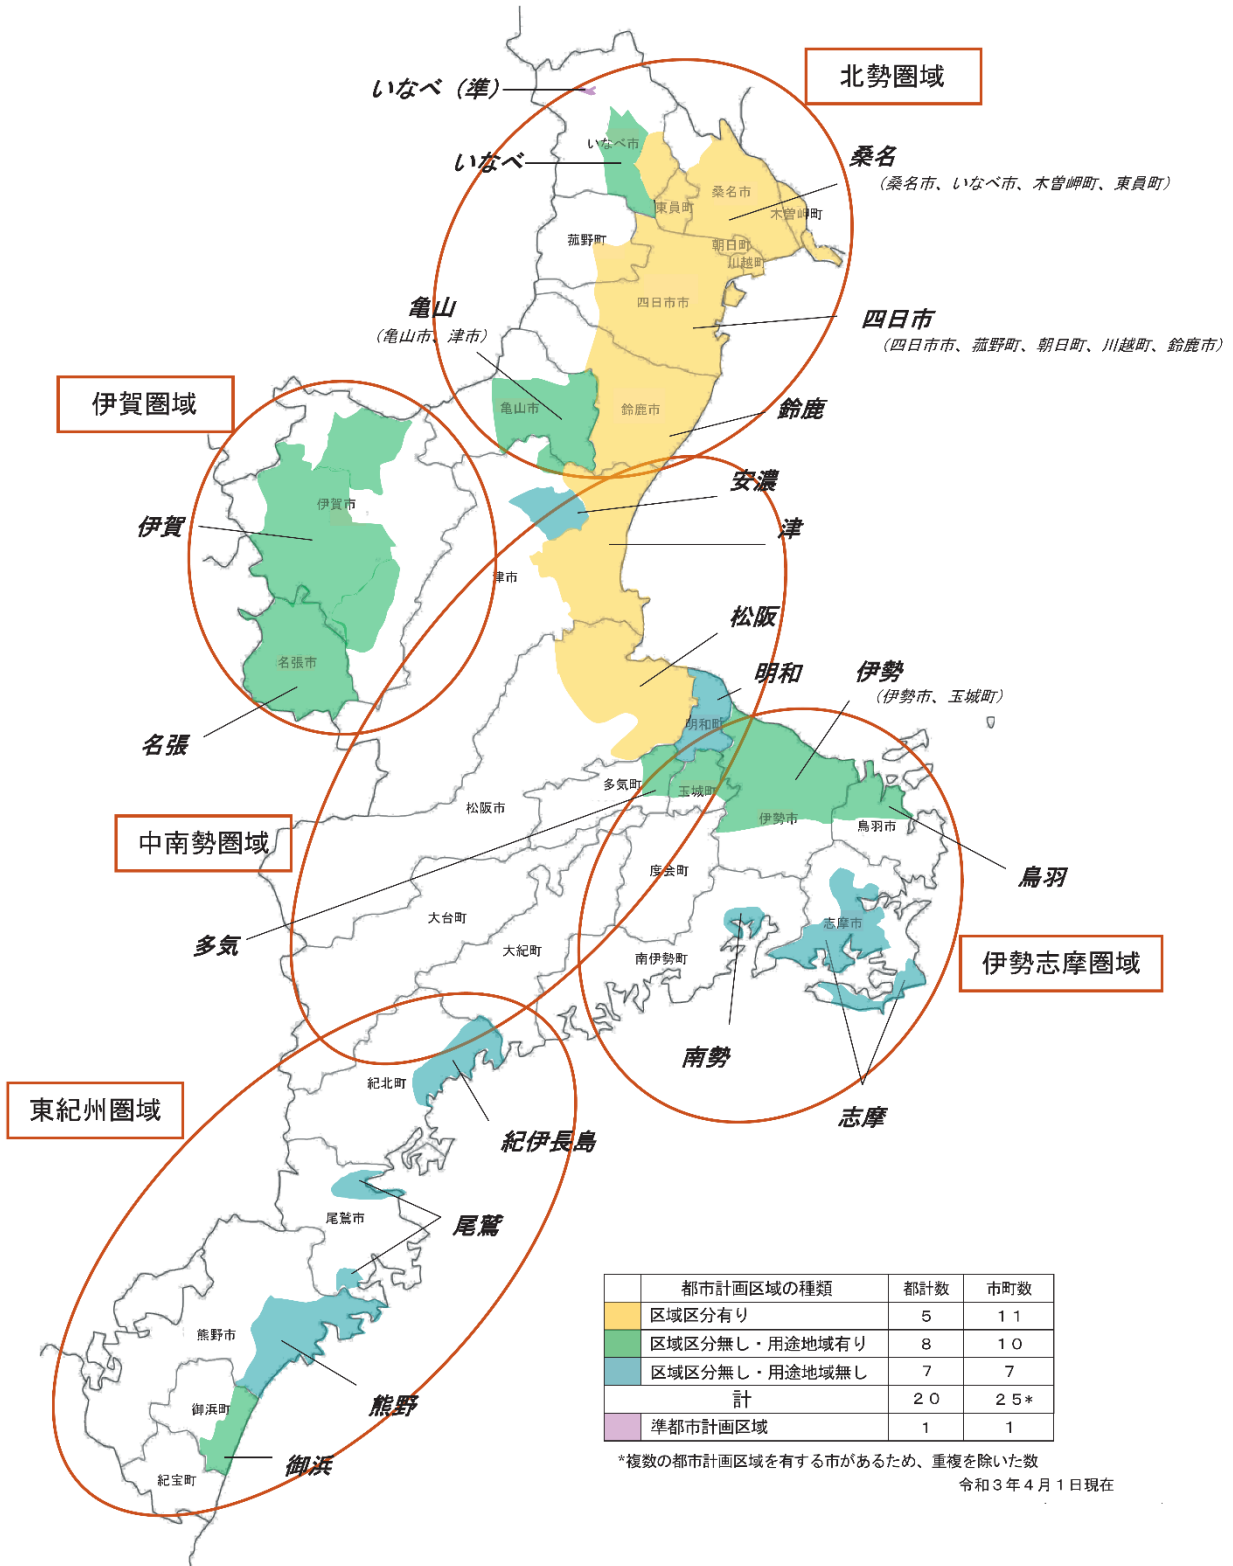 北勢圏域
いなべ（準）
いなべ市
いなべ
桑名
（桑名市、いなべ市、木曽岬町、東員町）
桑名市
東員町
木曽岬町
菰野町
朝日町
川越町
四日市市
亀山
（亀山市、津市）
四日市
（四日市市、菰野町、朝日町、川越町、鈴鹿市）
伊賀圏域
亀山市
鈴鹿市
鈴鹿
安濃
伊賀市
伊賀
津
津市
松阪
名張市
明和
伊勢
（伊勢市、玉城町）
名張
明和町
多気町
玉城町
松阪市
伊勢市
鳥羽市
中南勢圏域
度会町
鳥羽
大台町
志摩市
多気
大紀町
南伊勢町
伊勢志摩圏域
南勢
紀北町
東紀州圏域
志摩
紀伊長島
尾鷲市
尾鷲
熊野市
熊野
御浜町
御浜
紀宝町
都市計画区域の種類 都計数 市町数
区域区分有り 5 11
区域区分無し・用途地域有り 8 10
区域区分無し・用途地域無し 7 7
計 20 25*
準都市計画区域 1 1
*複数の都市計画区域を有する市があるため、重複を除いた数
令和３年４月１日現在